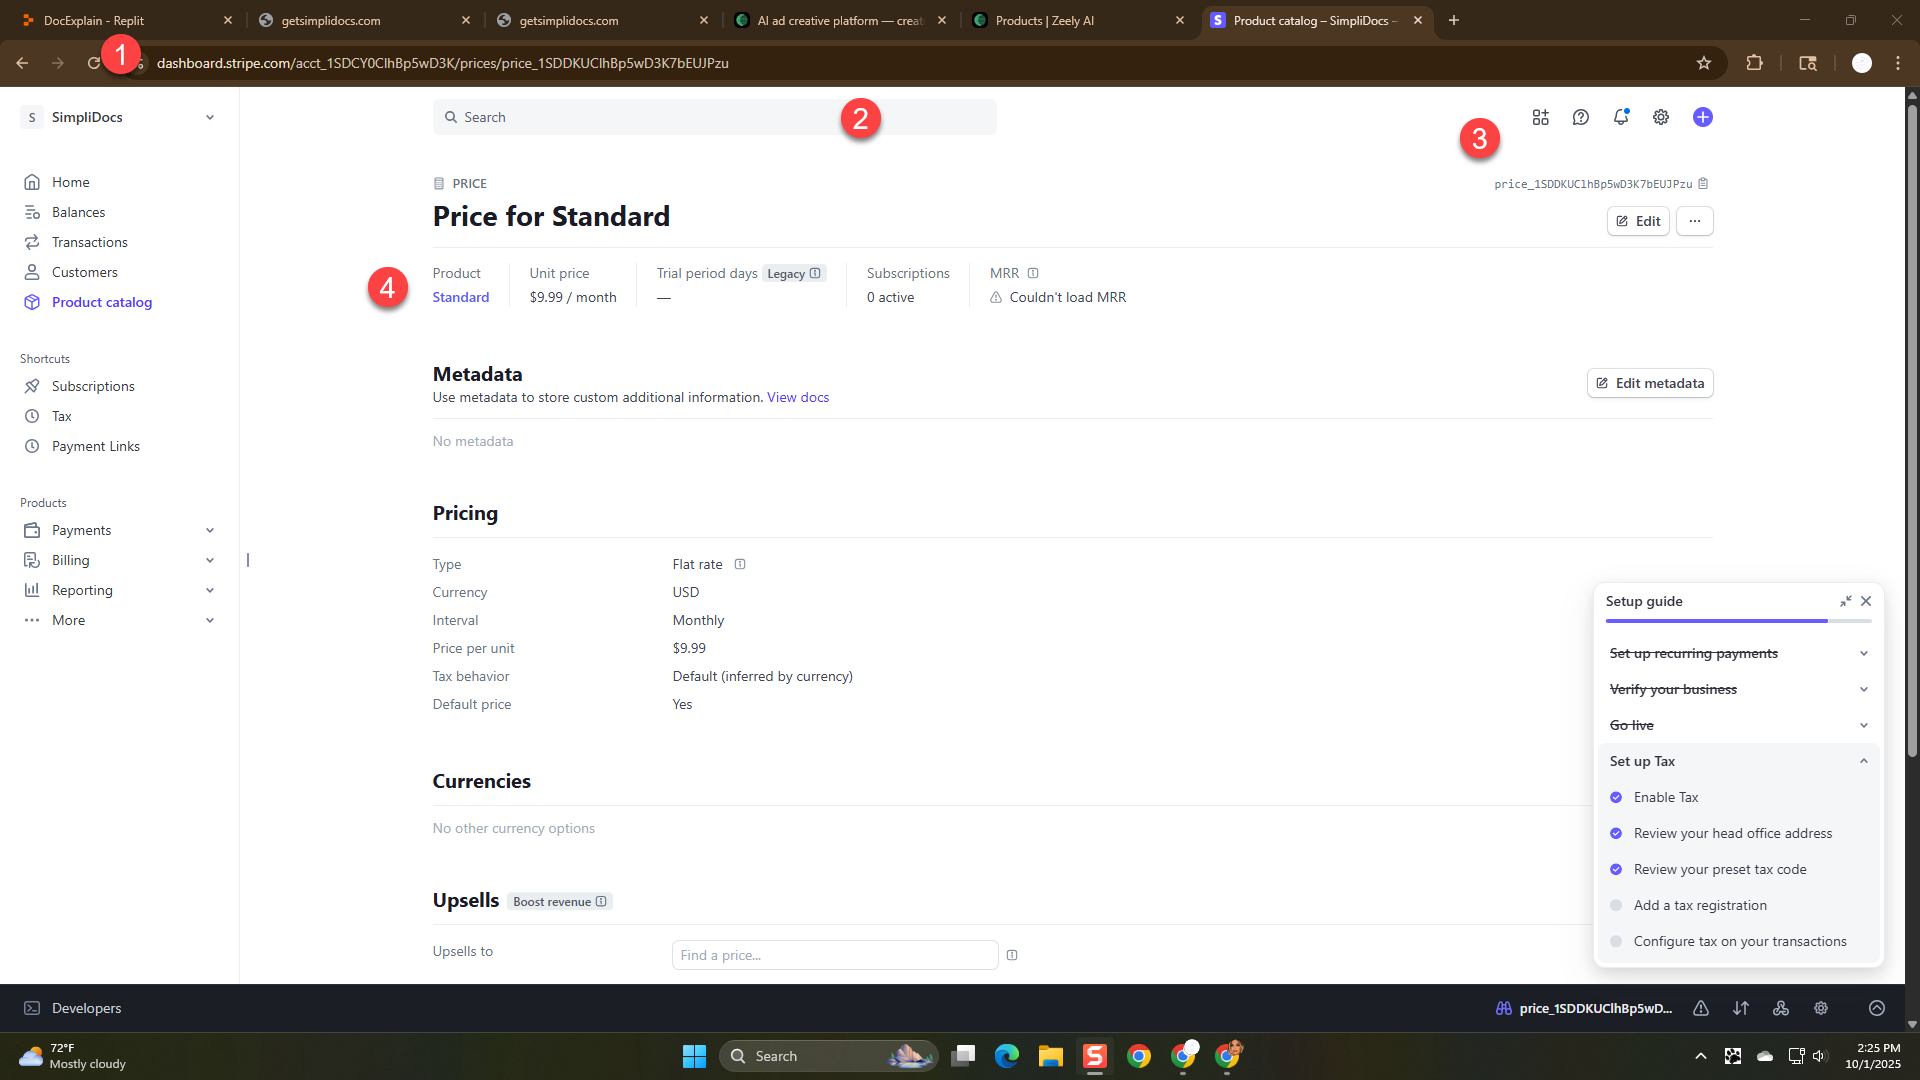 DocExplain - Replit
getsimplidocs.com
getsimplidocs.com
AI ad creative platform — creat
Products | Zeely AI
Product catalog – SimpliDocs –
1
dashboard.stripe.com/acct_1SDCY0ClhBp5wD3K/prices/price_1SDDKUClhBp5wD3K7bEUJPzu
S SimpliDocs
Search
2
3
Home
Balances
Transactions
Customers
Product catalog
Shortcuts
Subscriptions
Tax
Payment Links
Products
Payments
Billing
Reporting
More
PRICE
price_1SDDKUClhBp5wD3K7bEUJPzu
Price for Standard
Edit
4
Product
Standard
Unit price
$9.99 / month
Trial period days Legacy
—
Subscriptions
0 active
MRR
Couldn't load MRR
Metadata
Use metadata to store custom additional information. View docs
Edit metadata
No metadata
Pricing
Type Flat rate
Currency USD
Interval Monthly
Price per unit $9.99
Tax behavior Default (inferred by currency)
Default price Yes
Currencies
No other currency options
Upsells Boost revenue
Upsells to Find a price...
Setup guide
Set up recurring payments
Verify your business
Go live
Set up Tax
Enable Tax
Review your head office address
Review your preset tax code
Add a tax registration
Configure tax on your transactions
Developers
price_1SDDKUClhBp5wD...
72°F
Mostly cloudy
Search
2:25 PM
10/1/2025